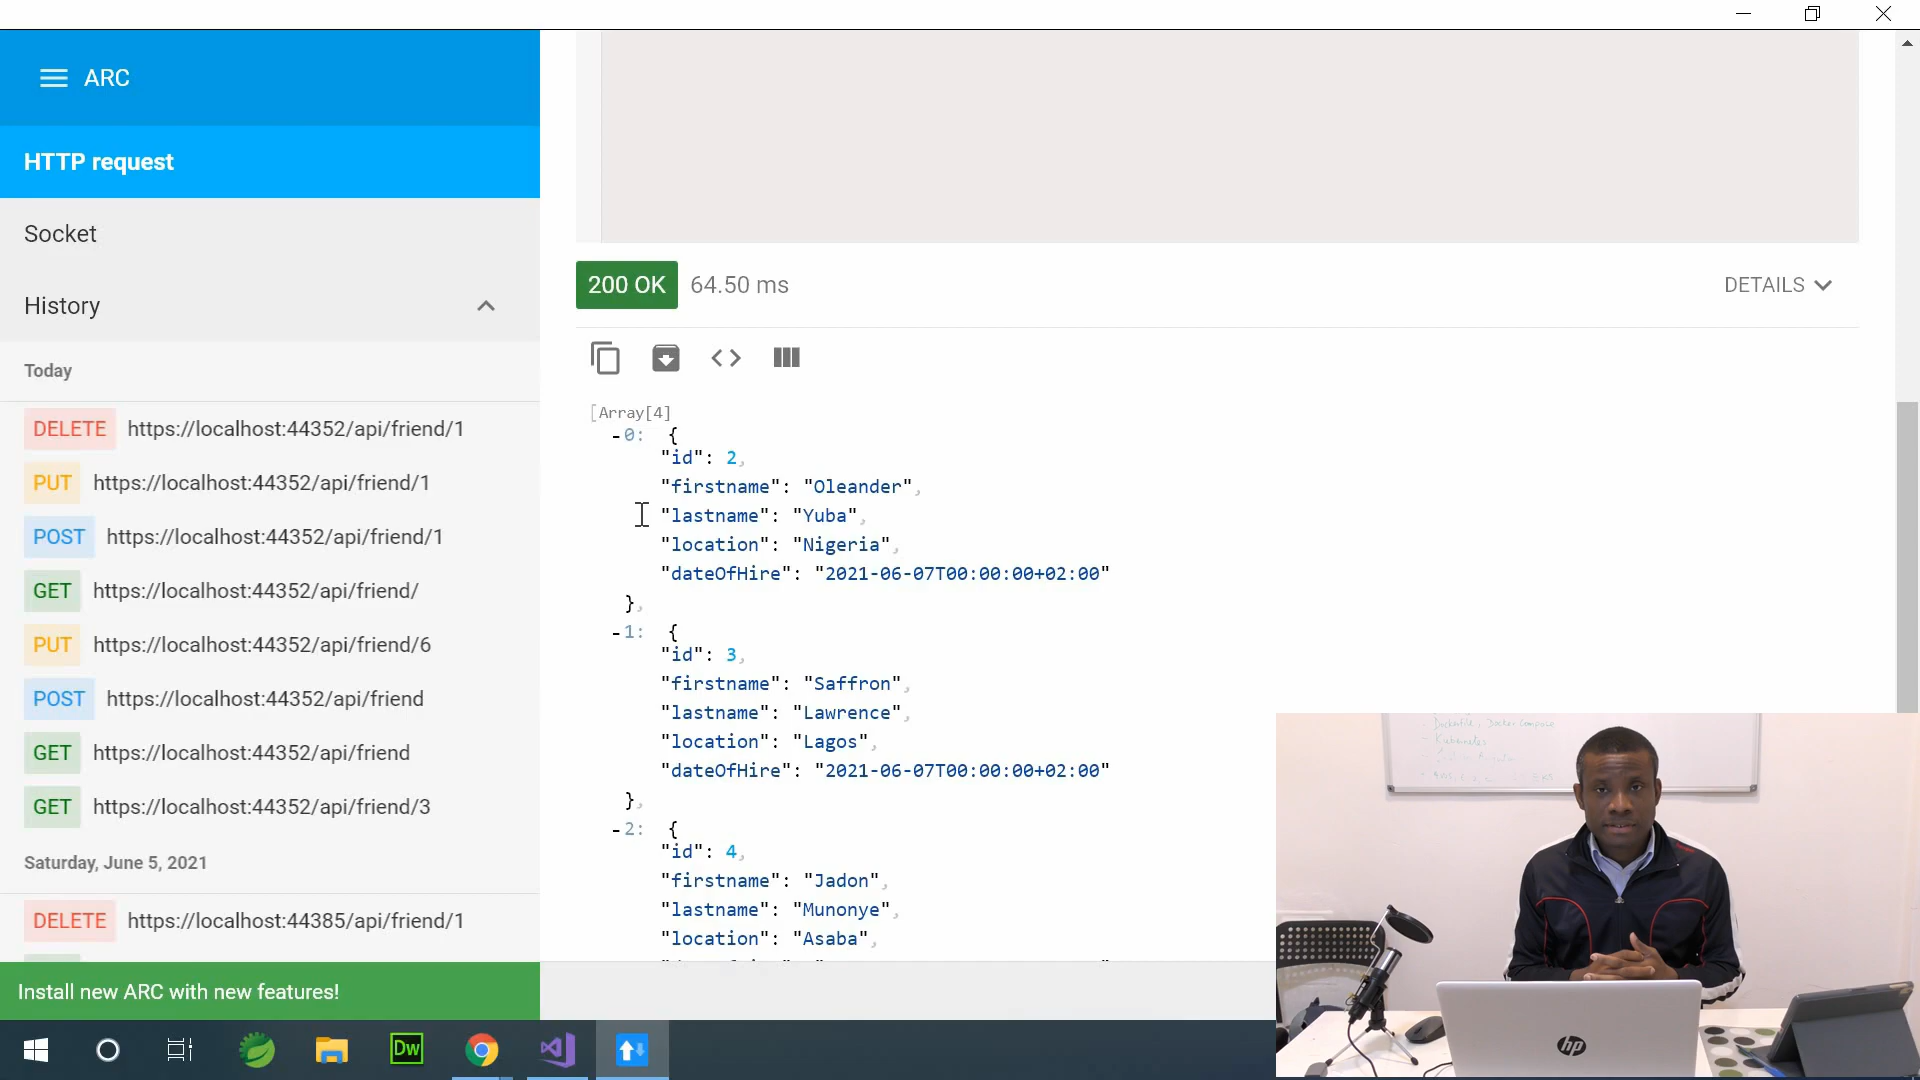 ARC
HTTP request
Socket
History
Today
DELETE https://localhost:44352/api/friend/1
PUT https://localhost:44352/api/friend/1
POST https://localhost:44352/api/friend/1
GET https://localhost:44352/api/friend/
PUT https://localhost:44352/api/friend/6
POST https://localhost:44352/api/friend
GET https://localhost:44352/api/friend
GET https://localhost:44352/api/friend/3
Saturday, June 5, 2021
DELETE https://localhost:44385/api/friend/1
Install new ARC with new features!
200 OK 64.50 ms
DETAILS
[Array[4]
-0: {
"id": 2,
"firstname": "Oleander",
"lastname": "Yuba",
"location": "Nigeria",
"dateOfHire": "2021-06-07T00:00:00+02:00"
},
-1: {
"id": 3,
"firstname": "Saffron",
"lastname": "Lawrence",
"location": "Lagos",
"dateOfHire": "2021-06-07T00:00:00+02:00"
},
-2: {
"id": 4,
"firstname": "Jadon",
"lastname": "Munonye",
"location": "Asaba",
- Dockerfile, Docker Compose
- Kubernetes
Dw
hp